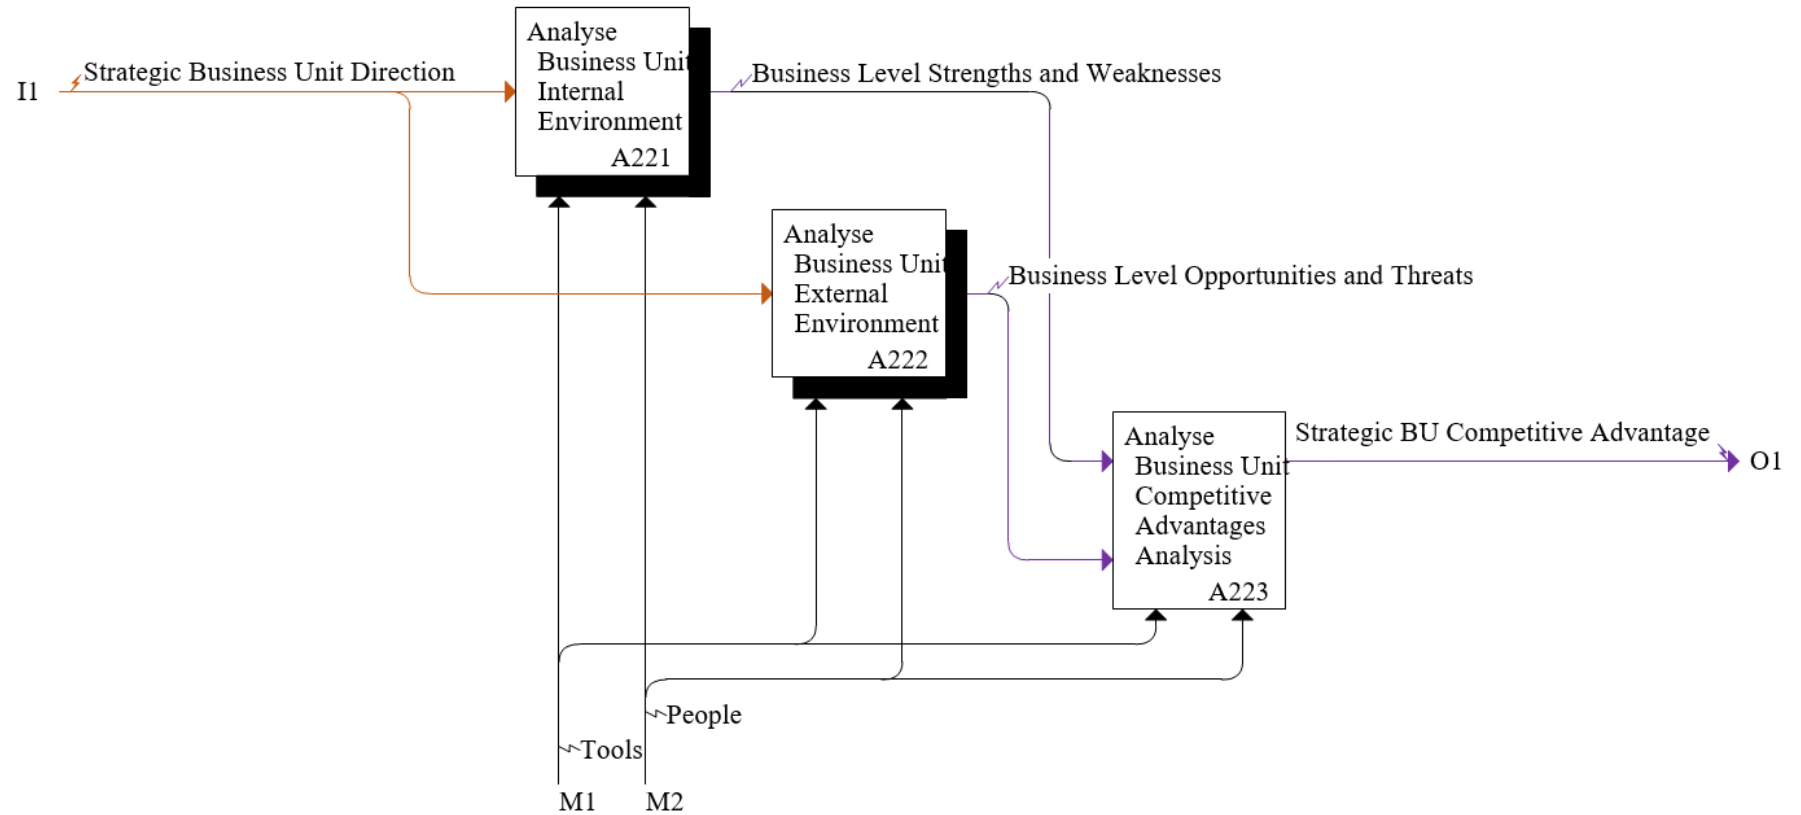 Analyse
Business Unit
Internal
Environment
A221
I1
Strategic Business Unit Direction
Business Level Strengths and Weaknesses
Analyse
Business Unit
External
Environment
A222
Business Level Opportunities and Threats
Analyse
Business Unit
Competitive
Advantages
Analysis
A223
Strategic BU Competitive Advantage
O1
People
Tools
M1
M2